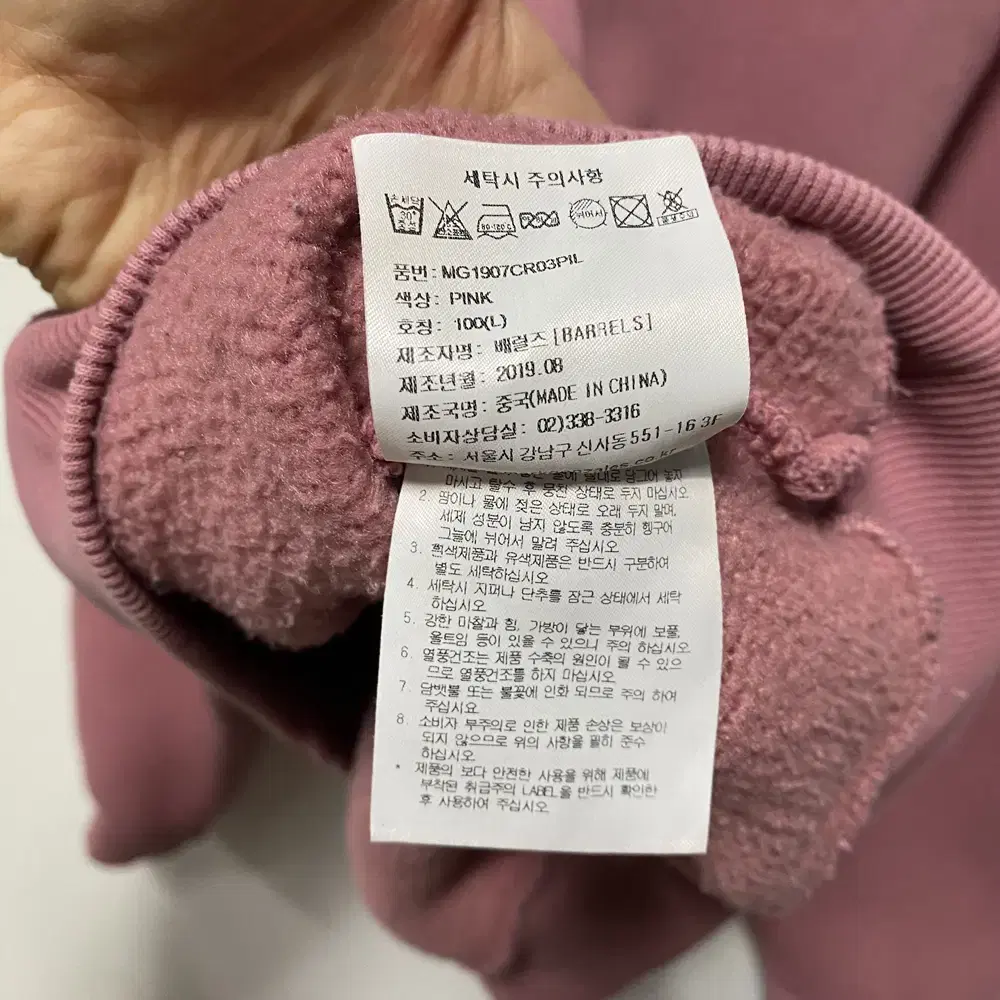 세탁시 주의사항
손세탁 30° 중성
80-120℃
뉘어서
품번: MG1907CR03PIL
색상: PINK
호칭: 100(L)
제조자명: 배럴즈[BARRELS]
제조년월: 2019.08
제조국명: 중국(MADE IN CHINA)
소비자상담실: 02)338-3316
주소: 서울시 강남구 신사동 551-16 3F
마시고 탈수 후 뭉친 상태로 두지 마십시오
2. 땀이나 물에 젖은 상태로 오래 두지 말며,
세제 성분이 남지 않도록 충분히 헹구어
그늘에 뉘어서 말려 주십시오
3. 흰색제품과 유색제품은 반드시 구분하여
별도 세탁하십시오
4. 세탁시 지퍼나 단추를 잠근 상태에서 세탁
하십시오
5. 강한 마찰과 힘, 가방이 닿는 부위에 보풀,
올트임 등이 있을 수 있으니 주의 하십시오
6. 열풍건조는 제품 수축의 원인이 될 수 있으
므로 열풍건조를 하지 마십시오
7. 담뱃불 또는 불꽃에 인화 되므로 주의 하여
주십시요
8. 소비자 부주의로 인한 제품 손상은 보상이
되지 않으므로 위의 사항을 필히 준수
하십시오
* 제품의 보다 안전한 사용을 위해 제품에
부착된 취급주의 LABEL을 반드시 확인한
후 사용하여 주십시오